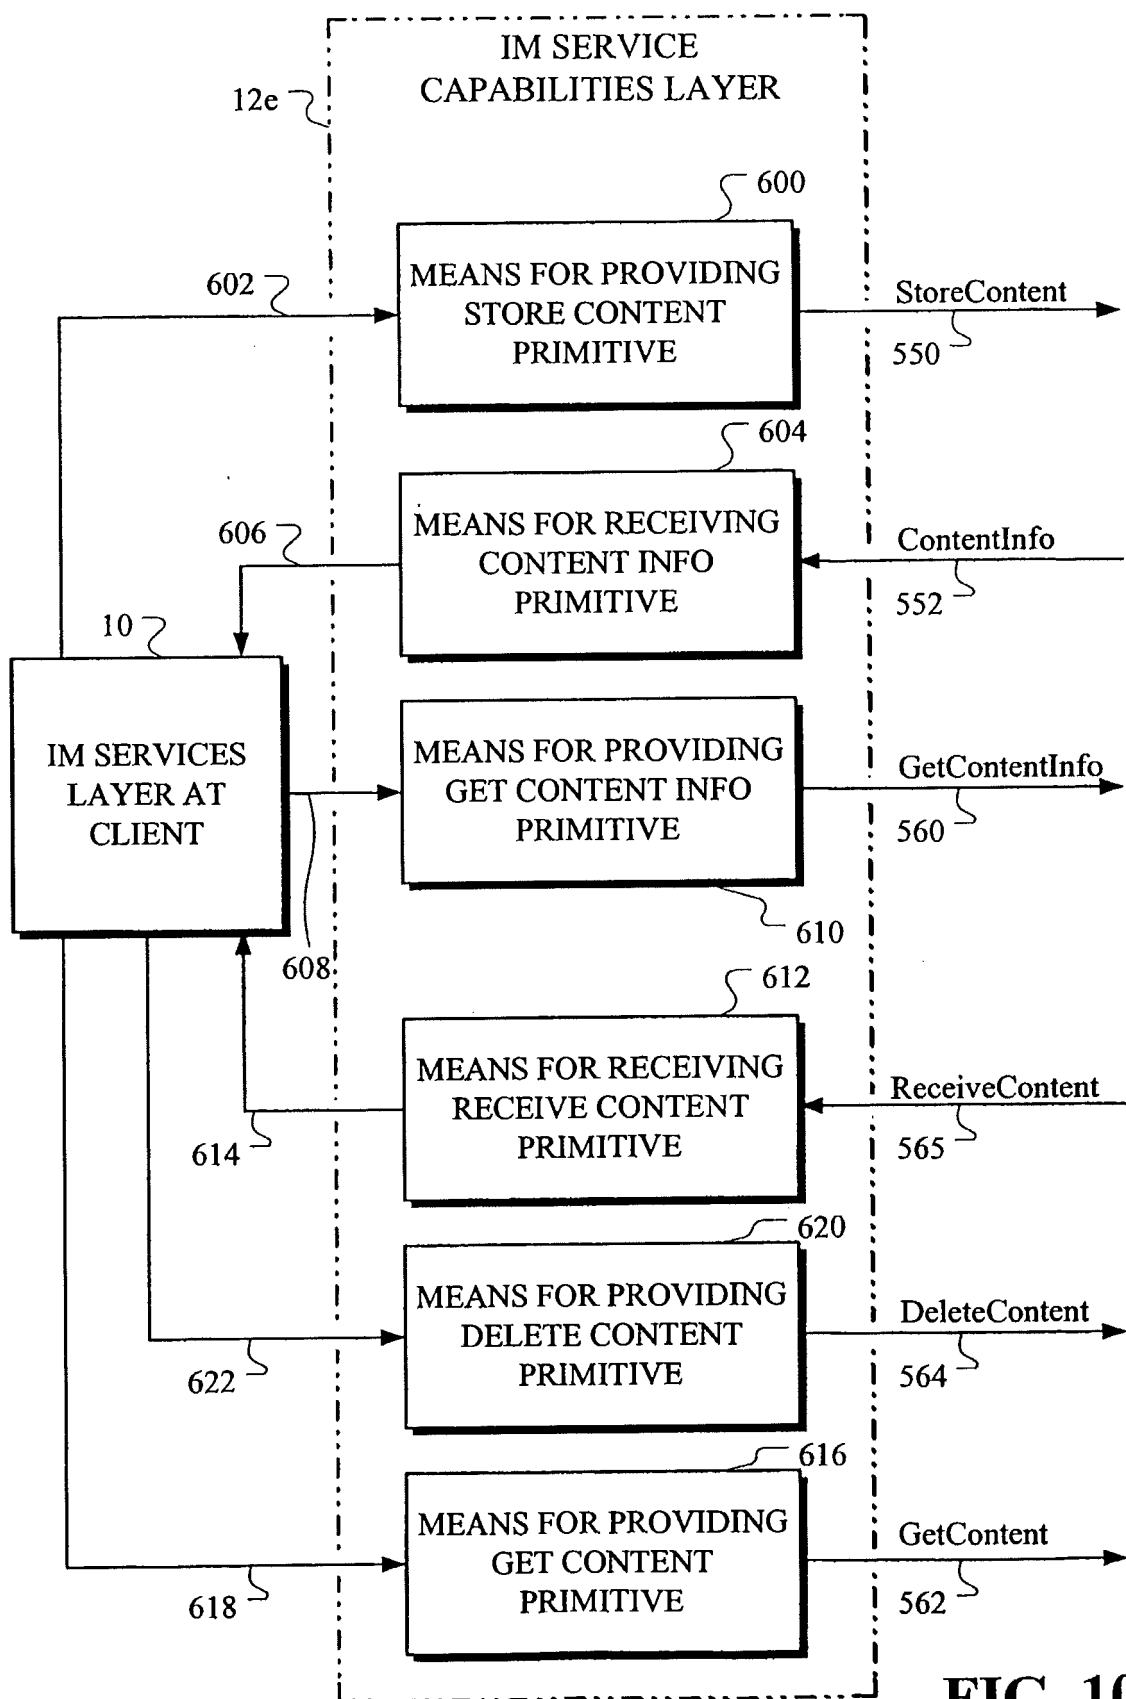 IM SERVICE
CAPABILITIES LAYER
12e
600
MEANS FOR PROVIDING
STORE CONTENT
PRIMITIVE
602
StoreContent
550
604
MEANS FOR RECEIVING
CONTENT INFO
PRIMITIVE
606
ContentInfo
552
10
IM SERVICES
LAYER AT
CLIENT
MEANS FOR PROVIDING
GET CONTENT INFO
PRIMITIVE
GetContentInfo
560
608
610
612
MEANS FOR RECEIVING
RECEIVE CONTENT
PRIMITIVE
ReceiveContent
565
614
620
MEANS FOR PROVIDING
DELETE CONTENT
PRIMITIVE
DeleteContent
564
622
616
MEANS FOR PROVIDING
GET CONTENT
PRIMITIVE
GetContent
562
618
FIG. 10